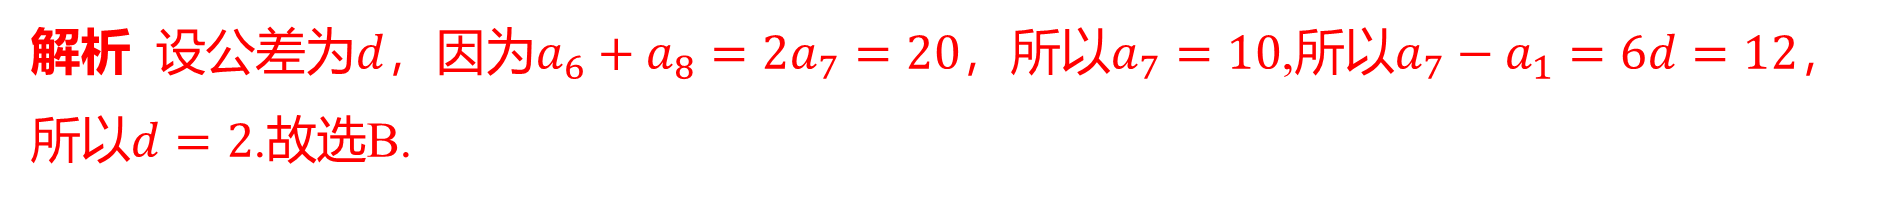 解析 设公差为d，因为a₆ + a₈ = 2a₇ = 20，所以a₇ = 10,所以a₇ − a₁ = 6d = 12，
所以d = 2.故选B.